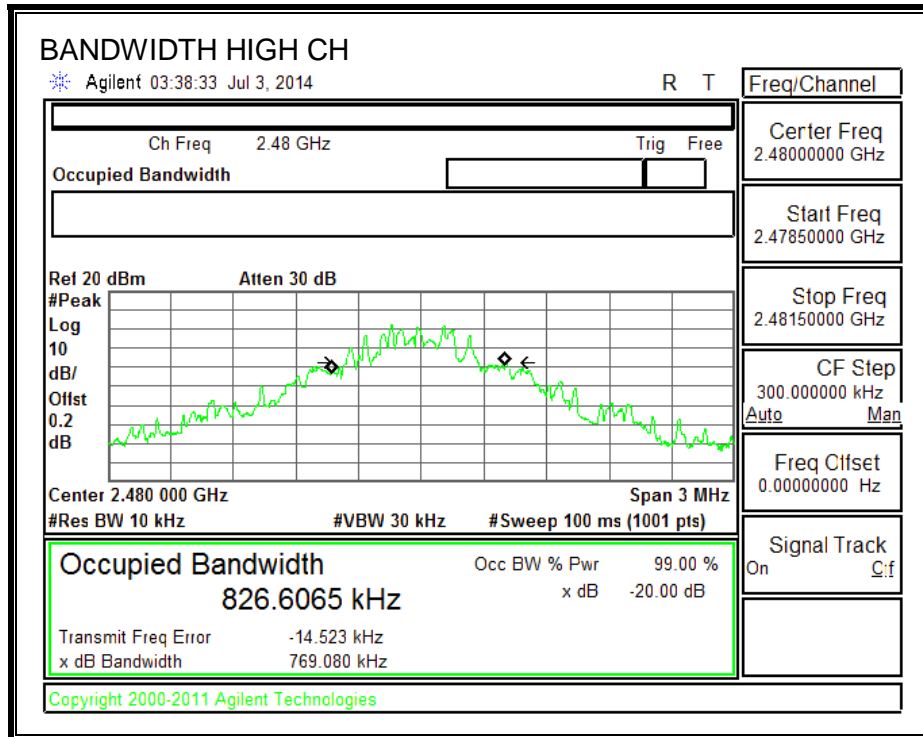 BANDWIDTH HIGH CH
Agilent 03:38:33 Jul 3, 2014 R T
Freq/Channel
Ch Freq 2.48 GHz Trig Free
Occupied Bandwidth
Center Freq
2.48000000 GHz
Start Freq
2.47850000 GHz
Stop Freq
2.48150000 GHz
CF Step
300.000000 kHz
Auto Man
Freq Offset
0.00000000 Hz
Signal Track
On Off
Ref 20 dBm Atten 30 dB
#Peak
Log
10
dB/
Offst
0.2
dB
Center 2.480 000 GHz Span 3 MHz
#Res BW 10 kHz #VBW 30 kHz #Sweep 100 ms (1001 pts)
Occupied Bandwidth
826.6065 kHz
Occ BW % Pwr 99.00 %
x dB -20.00 dB
Transmit Freq Error -14.523 kHz
x dB Bandwidth 769.080 kHz
Copyright 2000-2011 Agilent Technologies